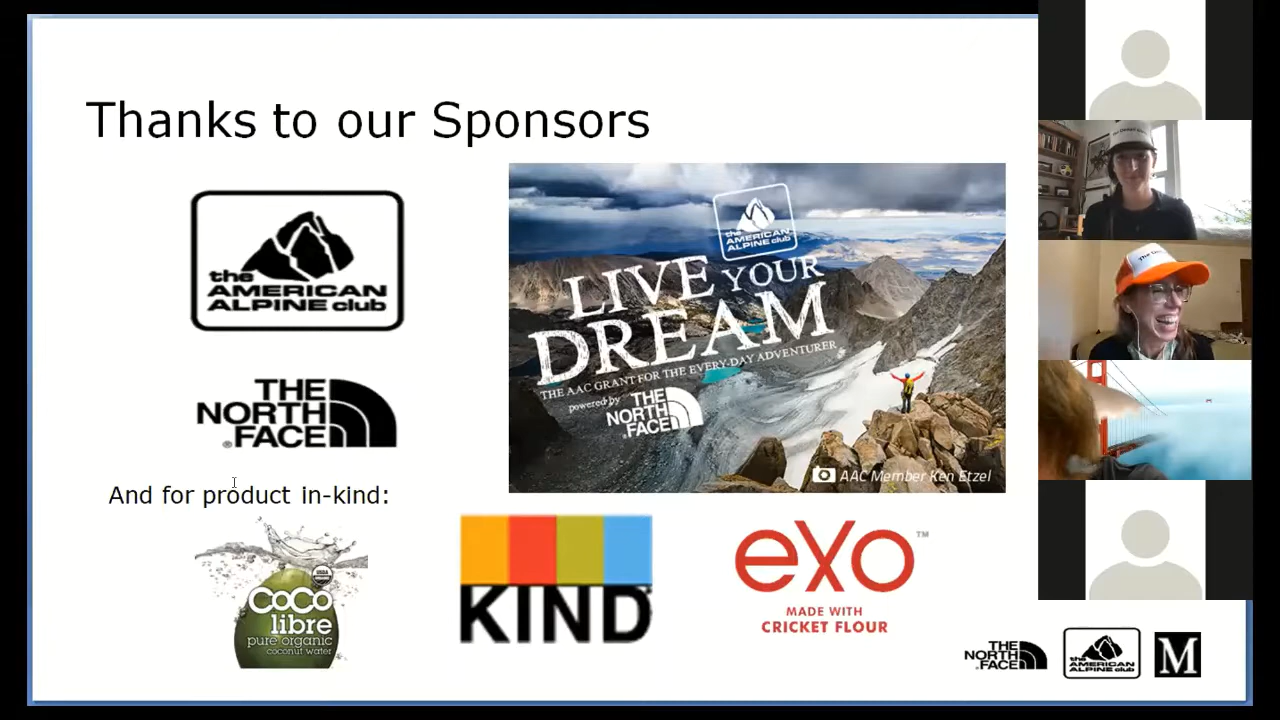 Thanks to our Sponsors
the
AMERICAN
ALPINE club
THE
NORTH
FACE
the
AMERICAN
ALPINE club
LIVE YOUR
DREAM
THE AAC GRANT FOR THE EVERY-DAY ADVENTURER
powered by
THE
NORTH
FACE
AAC Member Ken Etzel
And for product in-kind:
USDA
ORGANIC
COCO
libre
pure organic
coconut water
KIND
eXo™
MADE WITH
CRICKET FLOUR
THE
NORTH
FACE
the
AMERICAN
ALPINE club
M